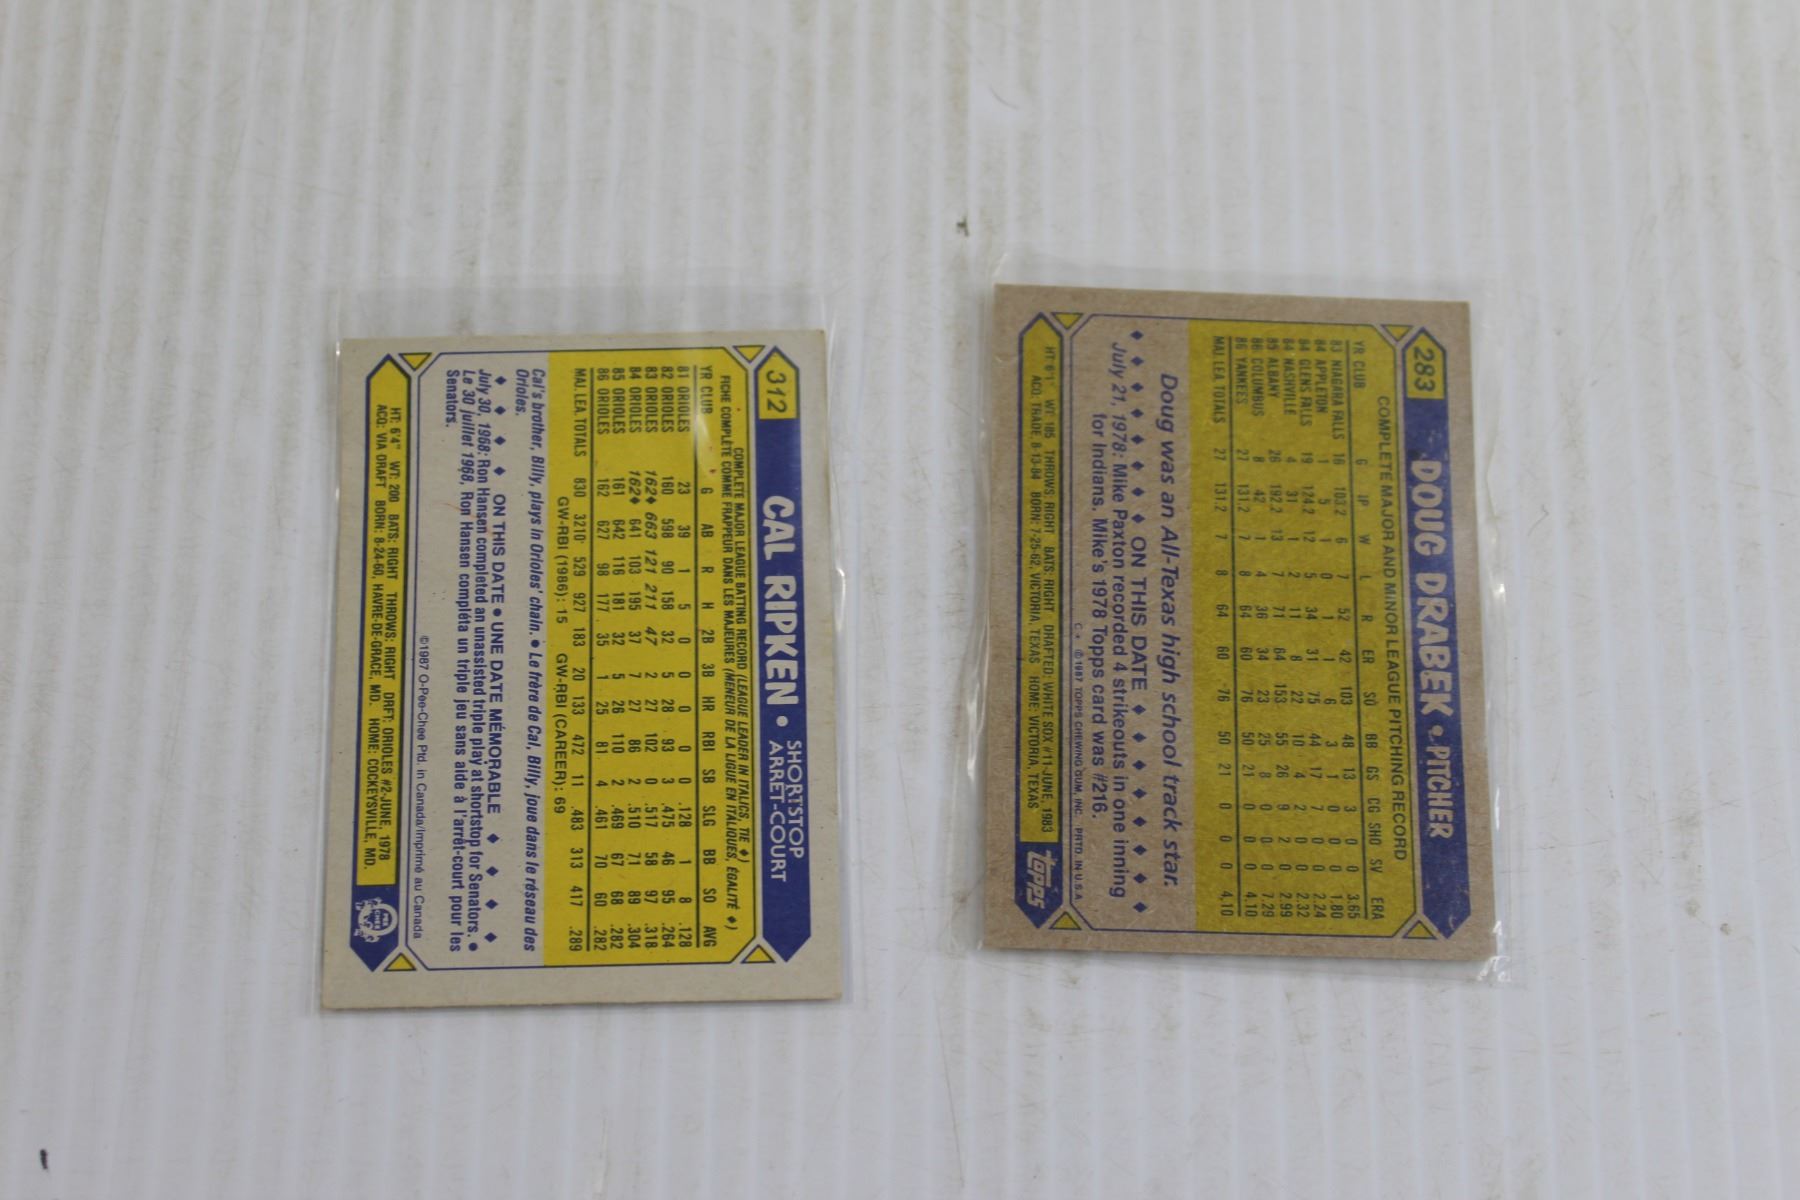 312 CAL RIPKEN • SHORTSTOP ARRÊT-COURT
COMPLETE MAJOR LEAGUE BATTING RECORD (LEAGUE LEADER IN ITALICS, TIE ♦)
FICHE COMPLÈTE COMME FRAPPEUR DANS LES MAJEURES (MENEUR DE LA LIGUE EN ITALIQUES, ÉGALITÉ ♦)
YR CLUB G AB R H 2B 3B HR RBI SB SLG BB SO AVG
81 ORIOLES 23 39 1 5 0 0 0 0 0 .128 1 8 .128
82 ORIOLES 160 598 90 158 32 5 28 93 3 .475 46 95 .264
83 ORIOLES 162♦ 663 121 211 47 2 27 102 0 .517 58 97 .318
84 ORIOLES 162♦ 641 103 195 37 7 27 86 2 .510 71 89 .304
85 ORIOLES 161 642 116 181 32 5 26 110 2 .469 67 68 .282
86 ORIOLES 162 627 98 177 35 1 25 81 4 .461 70 60 .282
MAJ. LEA. TOTALS 830 3210 529 927 183 20 133 472 11 .483 313 417 .289
GW-RBI (1986): 15 GW-RBI (CAREER): 69
Cal's brother, Billy, plays in Orioles' chain. • Le frère de Cal, Billy, joue dans le réseau des
Orioles.
♦ ♦ ♦ ♦ ON THIS DATE • UNE DATE MÉMORABLE ♦ ♦ ♦ ♦
July 30, 1968: Ron Hansen completed an unassisted triple play at shortstop for Senators. •
Le 30 juillet 1968, Ron Hansen compléta un triple jeu sans aide à l'arrêt-court pour les
Senators.
©1987 O-Pee-Chee Ptd. in Canada/Imprimé au Canada
HT: 6'4" WT: 200 BATS: RIGHT THROWS: RIGHT DRFT: ORIOLES #2-JUNE, 1978
ACQ: VIA DRAFT BORN: 8-24-60, HAVRE-DE-GRACE, MD. HOME: COCKEYSVILLE, MD.
O PEE CHEE
283 DOUG DRABEK • PITCHER
COMPLETE MAJOR AND MINOR LEAGUE PITCHING RECORD
YR CLUB G IP W L R ER SO BB GS CG SHO SV ERA
83 NIAGARA FALLS 16 103.2 6 7 52 42 103 48 13 3 0 0 3.65
84 APPLETON 1 5 1 0 1 1 6 3 1 0 0 0 1.80
84 GLENS FALLS 19 124.2 12 5 34 31 75 44 17 7 0 0 2.24
84 NASHVILLE 4 31 1 2 11 8 22 10 4 2 0 0 2.32
85 ALBANY 26 192.2 13 7 71 64 153 55 26 9 2 0 2.99
86 COLUMBUS 8 42 1 4 36 34 23 25 8 0 0 0 7.29
86 YANKEES 27 131.2 7 8 64 60 76 50 21 0 0 0 4.10
MAJ. LEA. TOTALS 27 131.2 7 8 64 60 76 50 21 0 0 0 4.10
Doug was an All-Texas high school track star.
♦ ♦ ♦ ♦ ♦ ♦ ON THIS DATE ♦ ♦ ♦ ♦ ♦ ♦
July 21, 1978: Mike Paxton recorded 4 strikeouts in one inning
for Indians. Mike's 1978 Topps card was #216.
C* ©1987 TOPPS CHEWING GUM, INC. PRTD. IN U.S.A.
HT: 6'1" WT: 185 THROWS: RIGHT BATS: RIGHT DRAFTED: WHITE SOX #11-JUNE, 1983
ACQ: TRADE, 8-13-84 BORN: 7-25-62, VICTORIA, TEXAS HOME: VICTORIA, TEXAS
topps